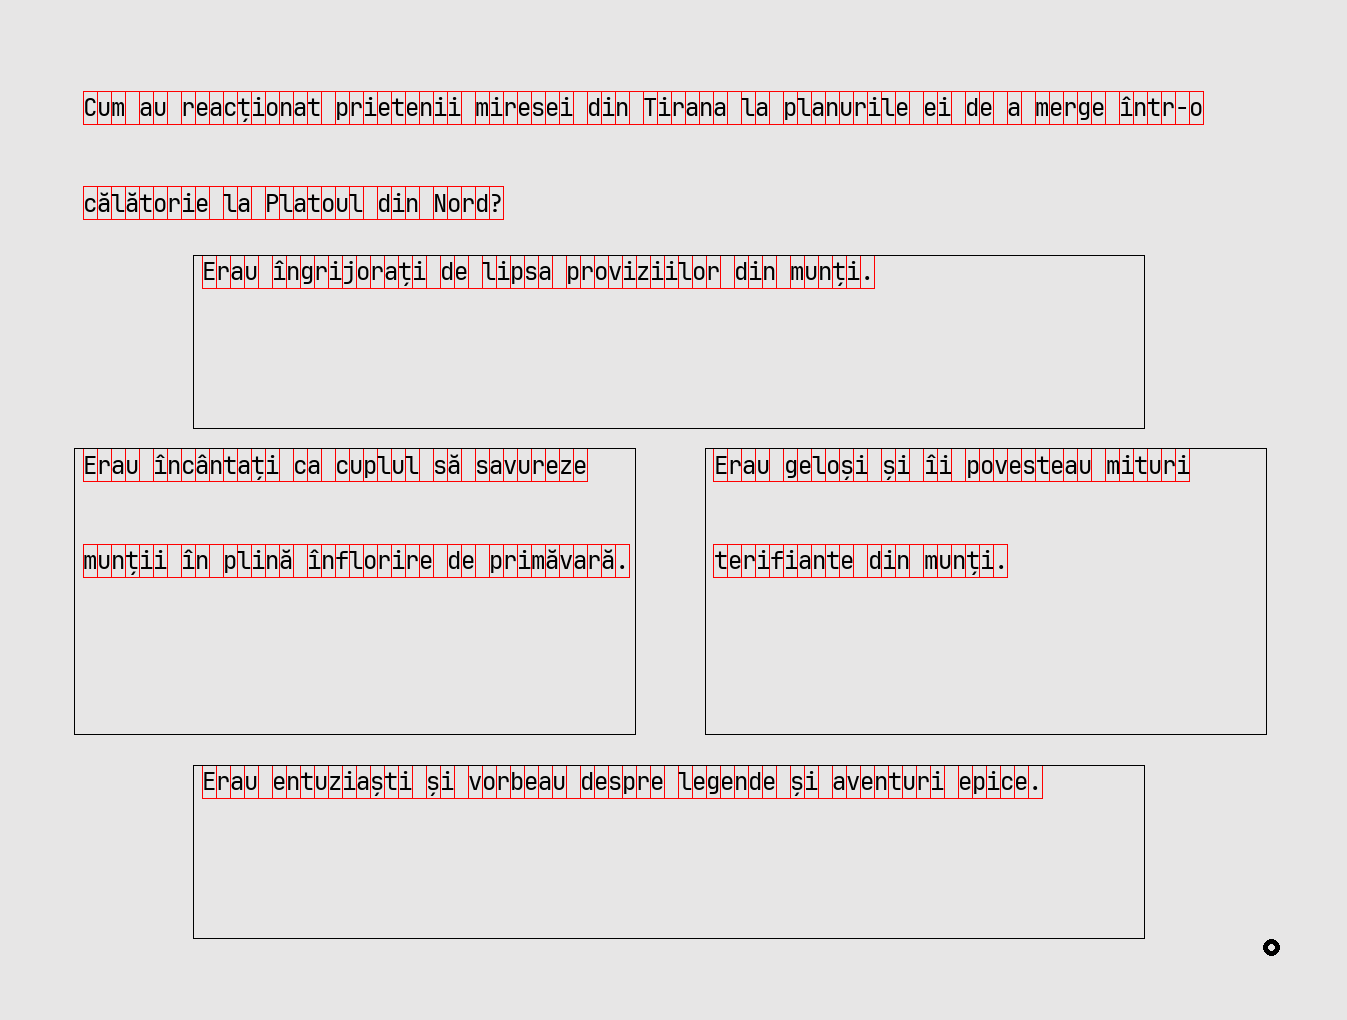 Cum au reacționat prietenii miresei din Tirana la planurile ei de a merge într-o
călătorie la Platoul din Nord?
Erau îngrijorați de lipsa proviziilor din munți.
Erau încântați ca cuplul să savureze
munții în plină înflorire de primăvară.
Erau geloși și îi povesteau mituri
terifiante din munți.
Erau entuziaști și vorbeau despre legende și aventuri epice.